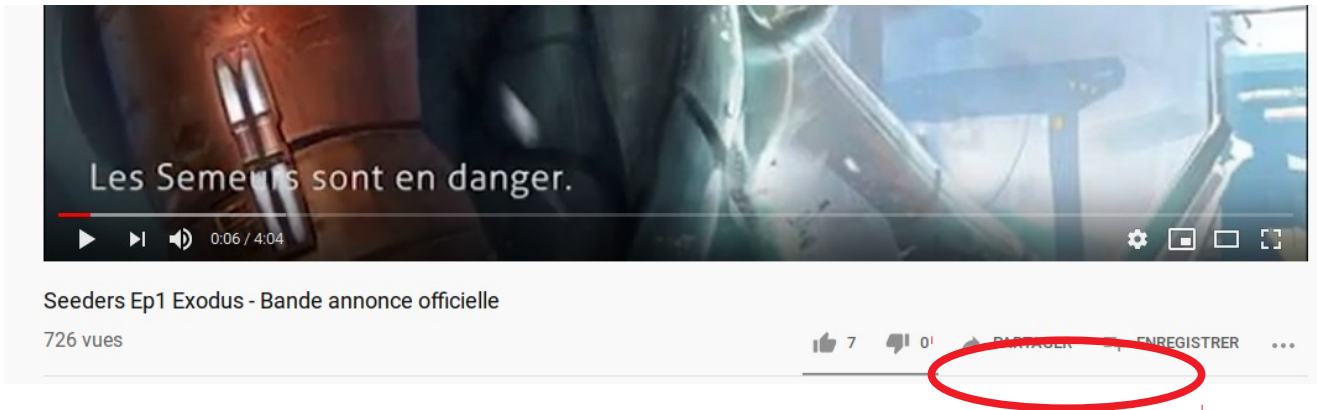 Les Semeurs sont en danger.
0:06 / 4:04
Seeders Ep1 Exodus - Bande annonce officielle
726 vues
7 0 PARTAGER ENREGISTRER